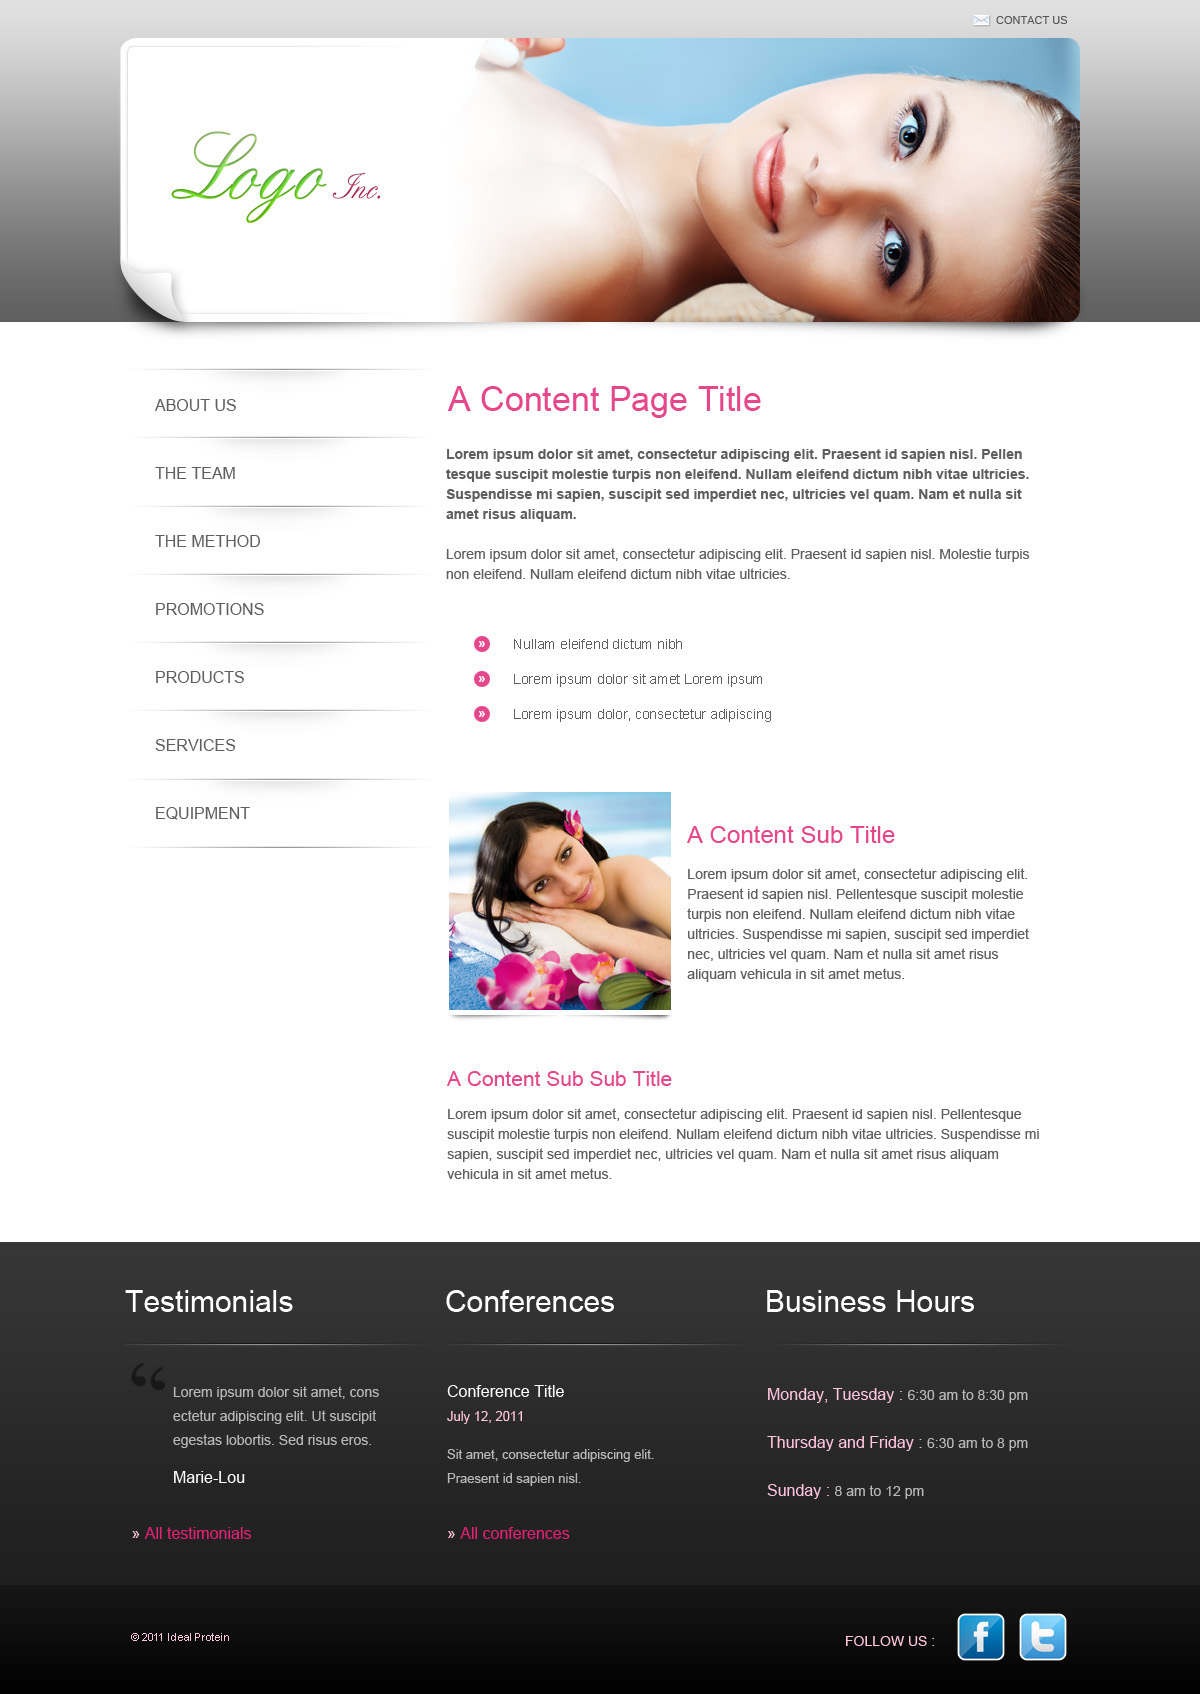 CONTACT US
Logo Inc.
ABOUT US
THE TEAM
THE METHOD
PROMOTIONS
PRODUCTS
SERVICES
EQUIPMENT
A Content Page Title
Lorem ipsum dolor sit amet, consectetur adipiscing elit. Praesent id sapien nisl. Pellen
tesque suscipit molestie turpis non eleifend. Nullam eleifend dictum nibh vitae ultricies.
Suspendisse mi sapien, suscipit sed imperdiet nec, ultricies vel quam. Nam et nulla sit
amet risus aliquam.
Lorem ipsum dolor sit amet, consectetur adipiscing elit. Praesent id sapien nisl. Molestie turpis
non eleifend. Nullam eleifend dictum nibh vitae ultricies.
» Nullam eleifend dictum nibh
» Lorem ipsum dolor sit amet Lorem ipsum
» Lorem ipsum dolor, consectetur adipiscing
A Content Sub Title
Lorem ipsum dolor sit amet, consectetur adipiscing elit.
Praesent id sapien nisl. Pellentesque suscipit molestie
turpis non eleifend. Nullam eleifend dictum nibh vitae
ultricies. Suspendisse mi sapien, suscipit sed imperdiet
nec, ultricies vel quam. Nam et nulla sit amet risus
aliquam vehicula in sit amet metus.
A Content Sub Sub Title
Lorem ipsum dolor sit amet, consectetur adipiscing elit. Praesent id sapien nisl. Pellentesque
suscipit molestie turpis non eleifend. Nullam eleifend dictum nibh vitae ultricies. Suspendisse mi
sapien, suscipit sed imperdiet nec, ultricies vel quam. Nam et nulla sit amet risus aliquam
vehicula in sit amet metus.
Testimonials
“
Lorem ipsum dolor sit amet, cons
ectetur adipiscing elit. Ut suscipit
egestas lobortis. Sed risus eros.
Marie-Lou
» All testimonials
Conferences
Conference Title
July 12, 2011
Sit amet, consectetur adipiscing elit.
Praesent id sapien nisl.
» All conferences
Business Hours
Monday, Tuesday : 6:30 am to 8:30 pm
Thursday and Friday : 6:30 am to 8 pm
Sunday : 8 am to 12 pm
© 2011 Ideal Protein
FOLLOW US :
f
t